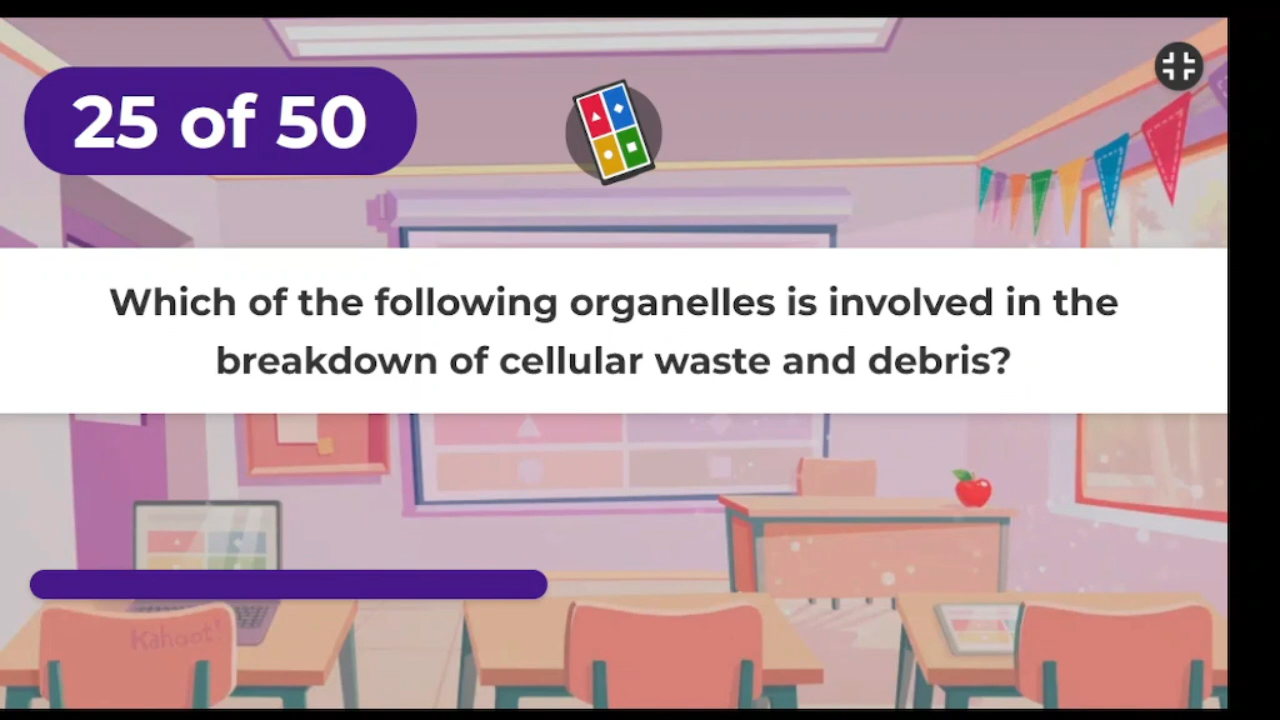 25 of 50
Which of the following organelles is involved in the
breakdown of cellular waste and debris?
Kahoot!